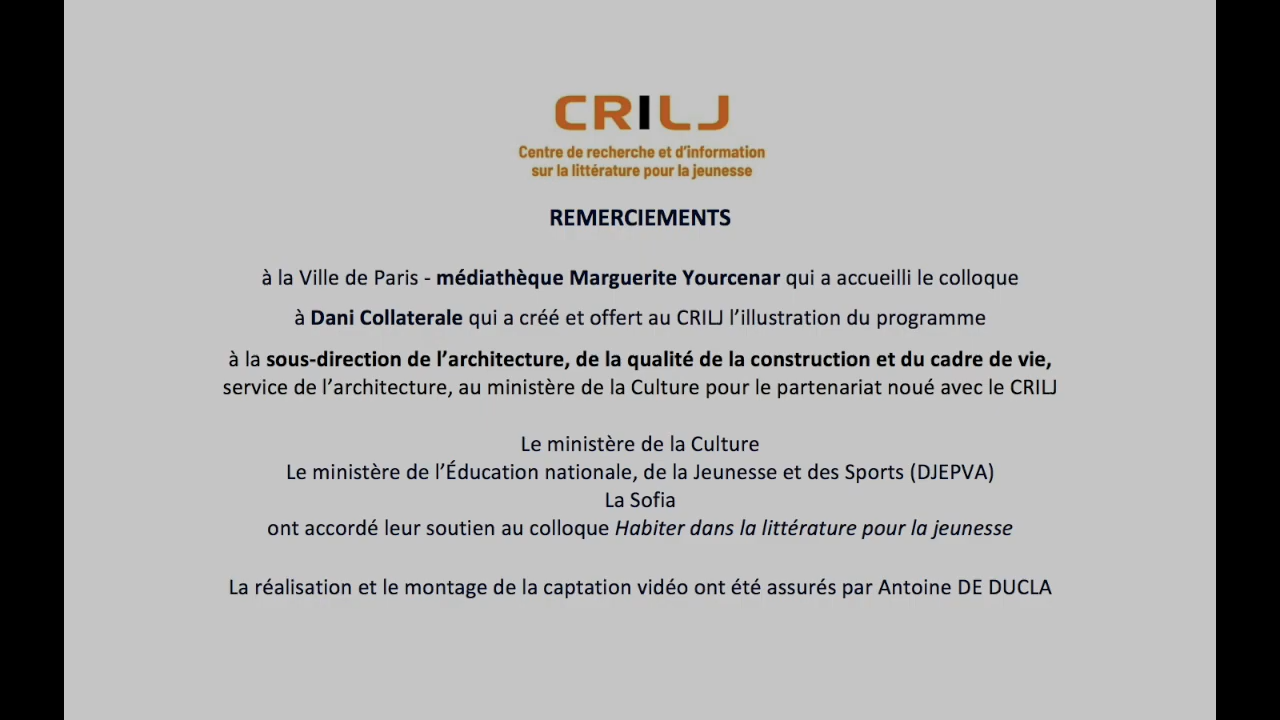 CRILJ
Centre de recherche et d'information
sur la littérature pour la jeunesse
REMERCIEMENTS
à la Ville de Paris - médiathèque Marguerite Yourcenar qui a accueilli le colloque
à Dani Collaterale qui a créé et offert au CRILJ l’illustration du programme
à la sous-direction de l’architecture, de la qualité de la construction et du cadre de vie,
service de l’architecture, au ministère de la Culture pour le partenariat noué avec le CRILJ
Le ministère de la Culture
Le ministère de l’Éducation nationale, de la Jeunesse et des Sports (DJEPVA)
La Sofia
ont accordé leur soutien au colloque Habiter dans la littérature pour la jeunesse
La réalisation et le montage de la captation vidéo ont été assurés par Antoine DE DUCLA